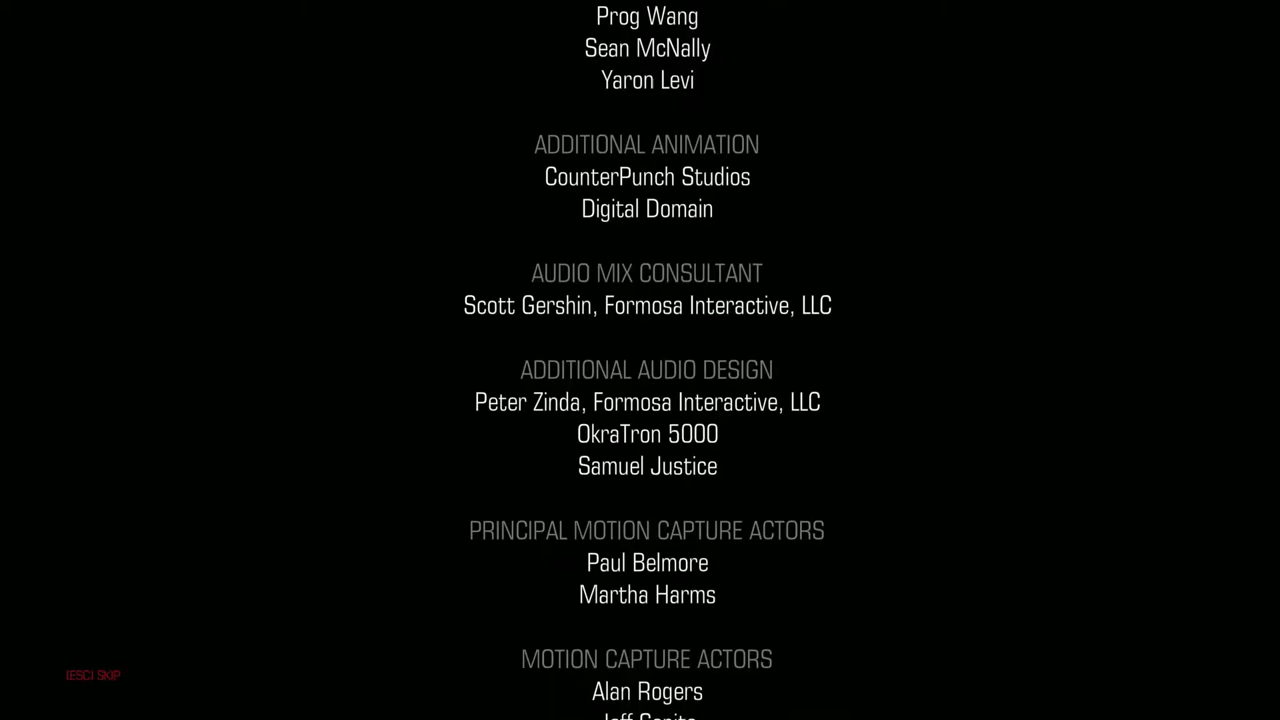 Prog Wang
Sean McNally
Yaron Levi
ADDITIONAL ANIMATION
CounterPunch Studios
Digital Domain
AUDIO MIX CONSULTANT
Scott Gershin, Formosa Interactive, LLC
ADDITIONAL AUDIO DESIGN
Peter Zinda, Formosa Interactive, LLC
OkraTron 5000
Samuel Justice
PRINCIPAL MOTION CAPTURE ACTORS
Paul Belmore
Martha Harms
MOTION CAPTURE ACTORS
[ESC] SKIP
Alan Rogers